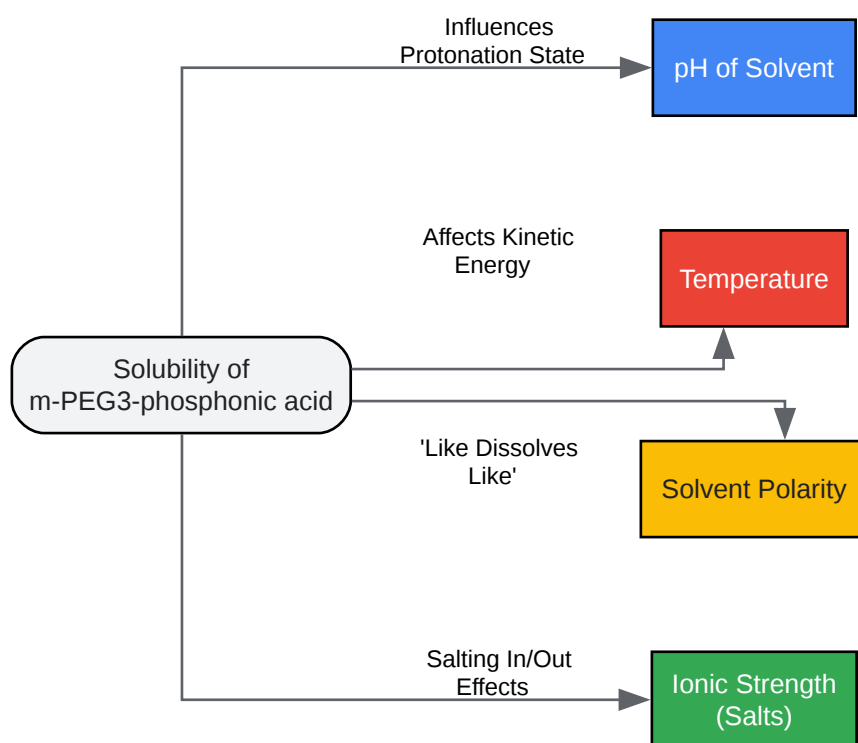 Influences
Protonation State
pH of Solvent
Affects Kinetic
Energy
Temperature
Solubility of
m-PEG3-phosphonic acid
'Like Dissolves
Like'
Solvent Polarity
Salting In/Out
Effects
Ionic Strength
(Salts)